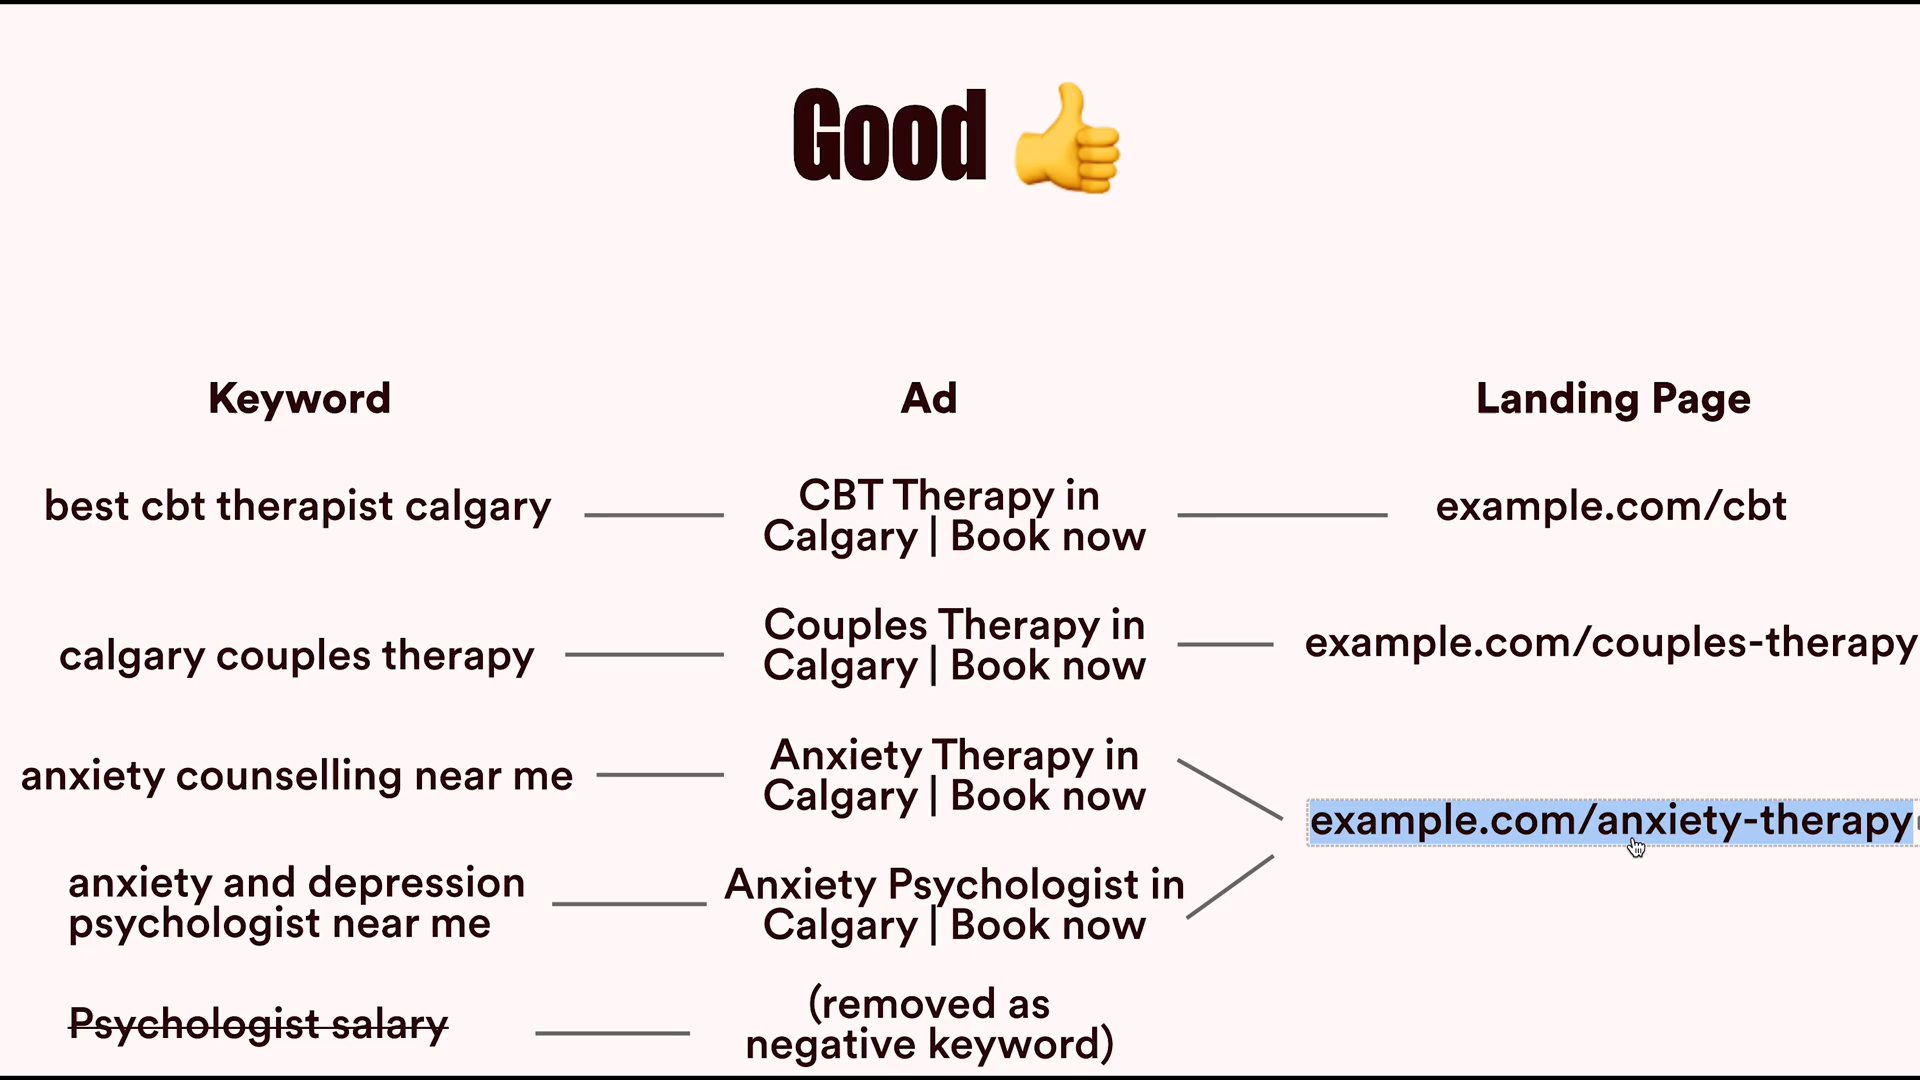 Good 👍
Keyword
Ad
Landing Page
best cbt therapist calgary
CBT Therapy in
Calgary | Book now
example.com/cbt
calgary couples therapy
Couples Therapy in
Calgary | Book now
example.com/couples-therapy
anxiety counselling near me
Anxiety Therapy in
Calgary | Book now
example.com/anxiety-therapy
anxiety and depression
psychologist near me
Anxiety Psychologist in
Calgary | Book now
Psychologist salary
(removed as
negative keyword)